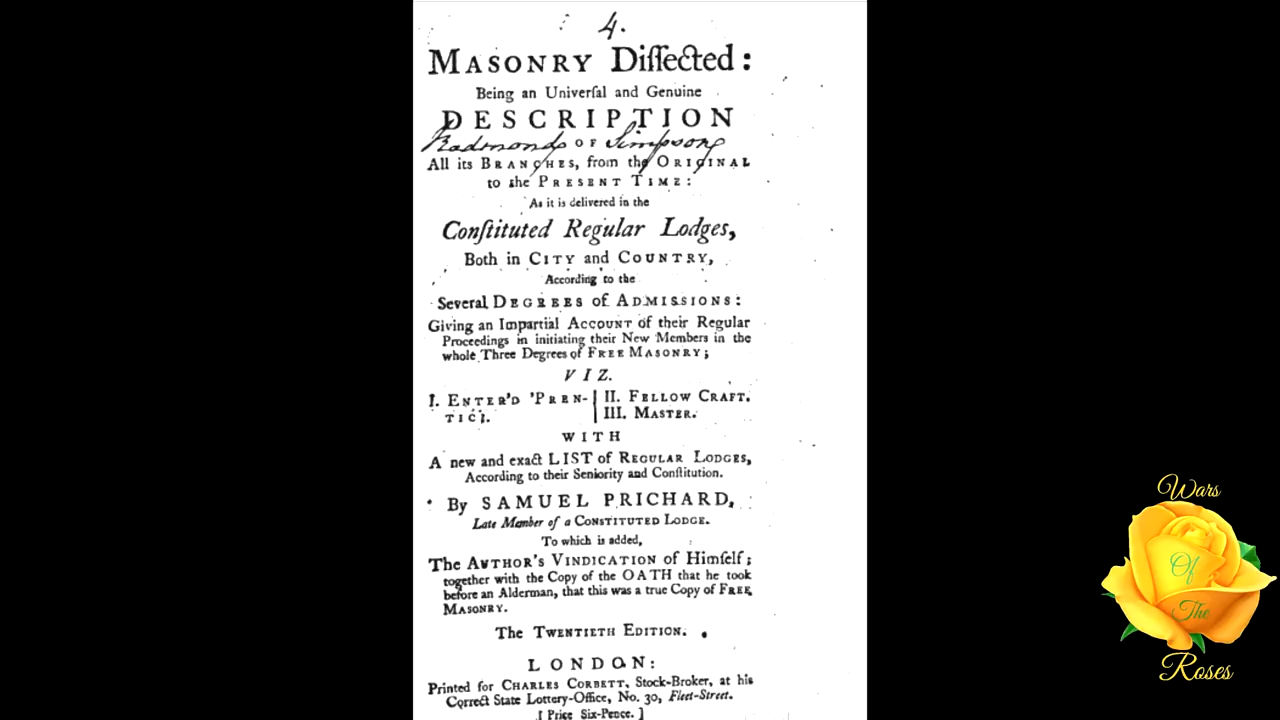 4.
MASONRY Diſſected:
Being an Univerſal and Genuine
DESCRIPTION
Radmonds OF Simpsons
All its BRANCHES, from the ORIGINAL
to the PRESENT TIME:
As it is delivered in the
Conſtituted Regular Lodges,
Both in CITY and COUNTRY,
According to the
Several DEGREES of ADMISSIONS:
Giving an Impartial ACCOUNT of their Regular
Proceedings in initiating their New Members in the
whole Three Degrees of FREE MASONRY;
VIZ.
I. ENTER'D 'PREN- | II. FELLOW CRAFT.
TICE. | III. MASTER.
WITH
A new and exact LIST of REGULAR LODGES,
According to their Seniority and Conſtitution.
By SAMUEL PRICHARD,
Late Member of a CONSTITUTED LODGE.
To which is added,
The AUTHOR'S VINDICATION of Himſelf;
together with the Copy of the OATH that he took
before an Alderman, that this was a true Copy of FREE
MASONRY.
The TWENTIETH EDITION.
LONDON:
Printed for CHARLES CORBETT, Stock-Broker, at his
Correct State Lottery-Office, No. 30, Fleet-Street.
[ Price Six-Pence. ]
Wars
Of
The
Roses